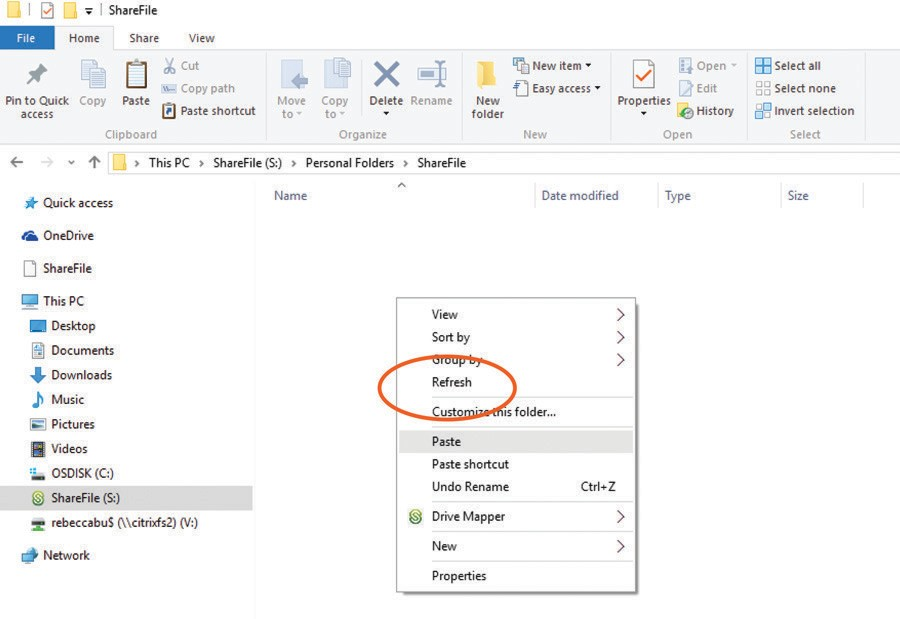 ShareFile
File Home Share View
Pin to Quick access
Copy
Paste
Cut
Copy path
Paste shortcut
Clipboard
Move to
Copy to
Delete
Rename
Organize
New folder
New item
Easy access
New
Properties
Open
Edit
History
Open
Select all
Select none
Invert selection
Select
This PC > ShareFile (S:) > Personal Folders > ShareFile
Name Date modified Type Size
Quick access
OneDrive
ShareFile
This PC
Desktop
Documents
Downloads
Music
Pictures
Videos
OSDISK (C:)
ShareFile (S:)
rebeccabu$ (\\citrixfs2) (V:)
Network
View
Sort by
Group by
Refresh
Customize this folder...
Paste
Paste shortcut
Undo Rename Ctrl+Z
Drive Mapper
New
Properties